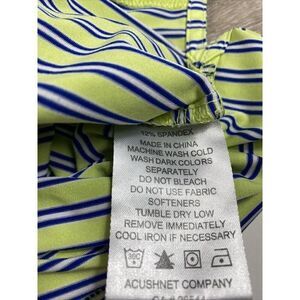 12% SPANDEX
MADE IN CHINA
MACHINE WASH COLD
WASH DARK COLORS
SEPARATELY
DO NOT BLEACH
DO NOT USE FABRIC
SOFTENERS
TUMBLE DRY LOW
REMOVE IMMEDIATELY
COOL IRON IF NECESSARY
30C
ACUSHNET COMPANY